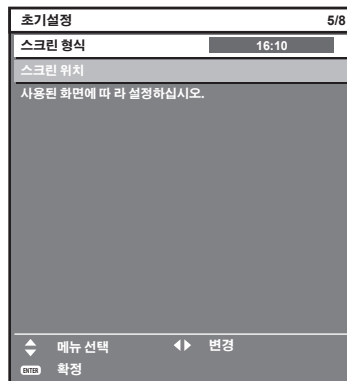 초기설정 5/8
스크린 형식 16:10
스크린 위치
사용된 화면에 따 라 설정하십시오.
메뉴 선택 변경
ENTER 확정